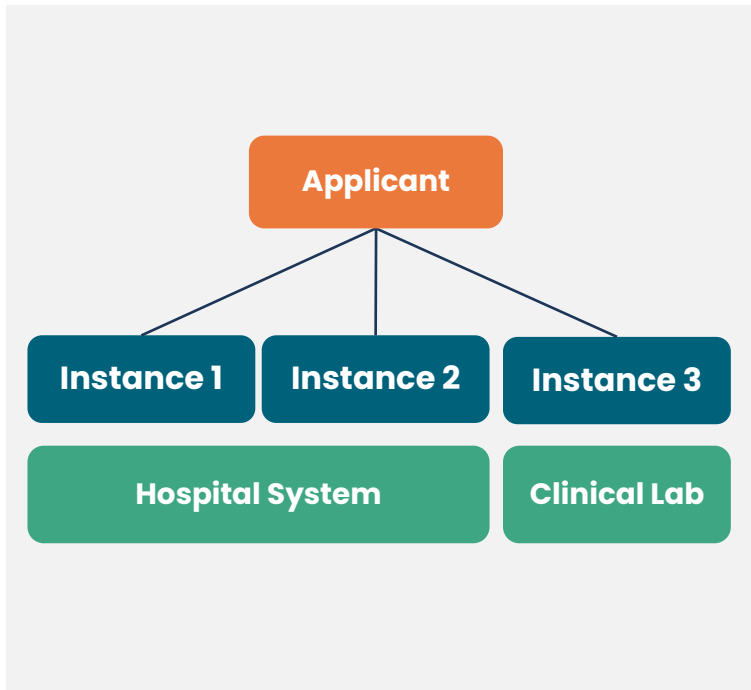 Applicant
Instance 1
Instance 2
Instance 3
Hospital System
Clinical Lab